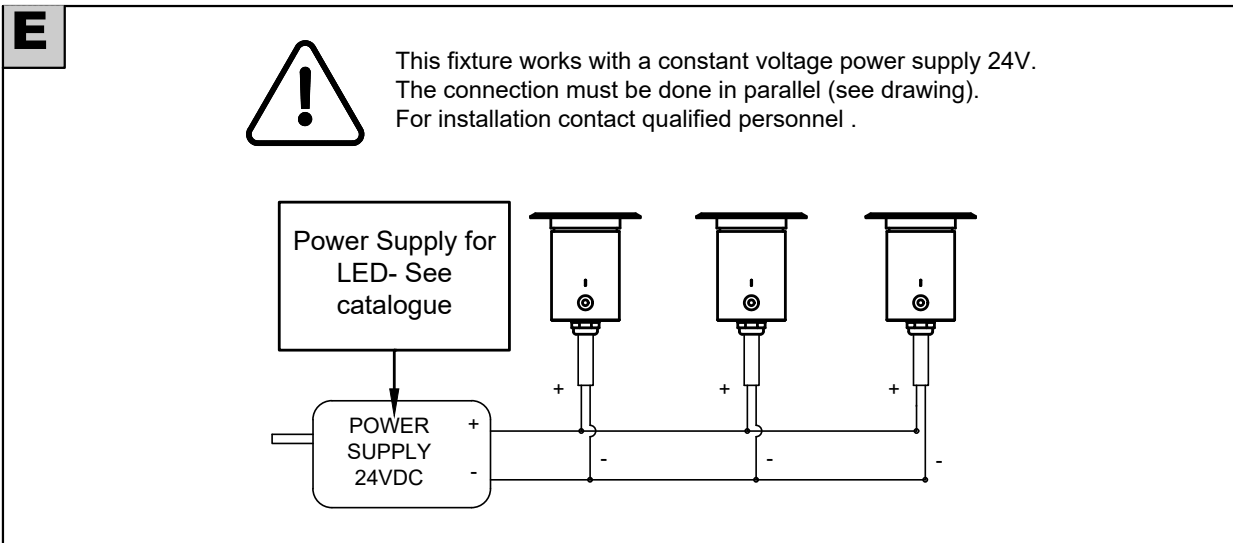 E
This fixture works with a constant voltage power supply 24V.
The connection must be done in parallel (see drawing).
For installation contact qualified personnel .
Power Supply for
LED- See
catalogue
+
+
+
POWER
SUPPLY
24VDC
+
-
-
-
-